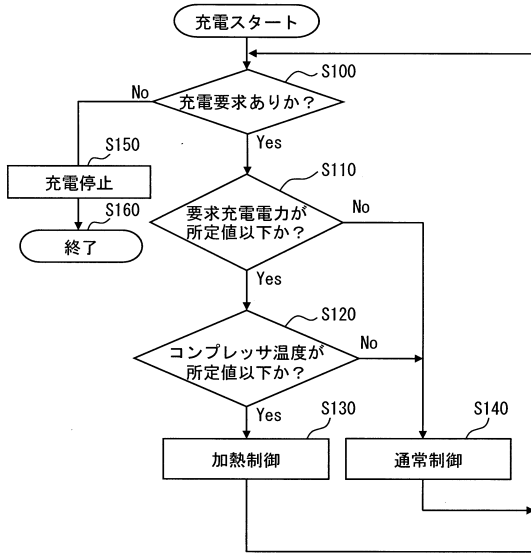 充電スタート
S100
充電要求ありか？
No
Yes
S150
充電停止
S160
終了
S110
要求充電電力が
所定値以下か？
No
Yes
S120
コンプレッサ温度が
所定値以下か？
No
Yes
S130
加熱制御
S140
通常制御